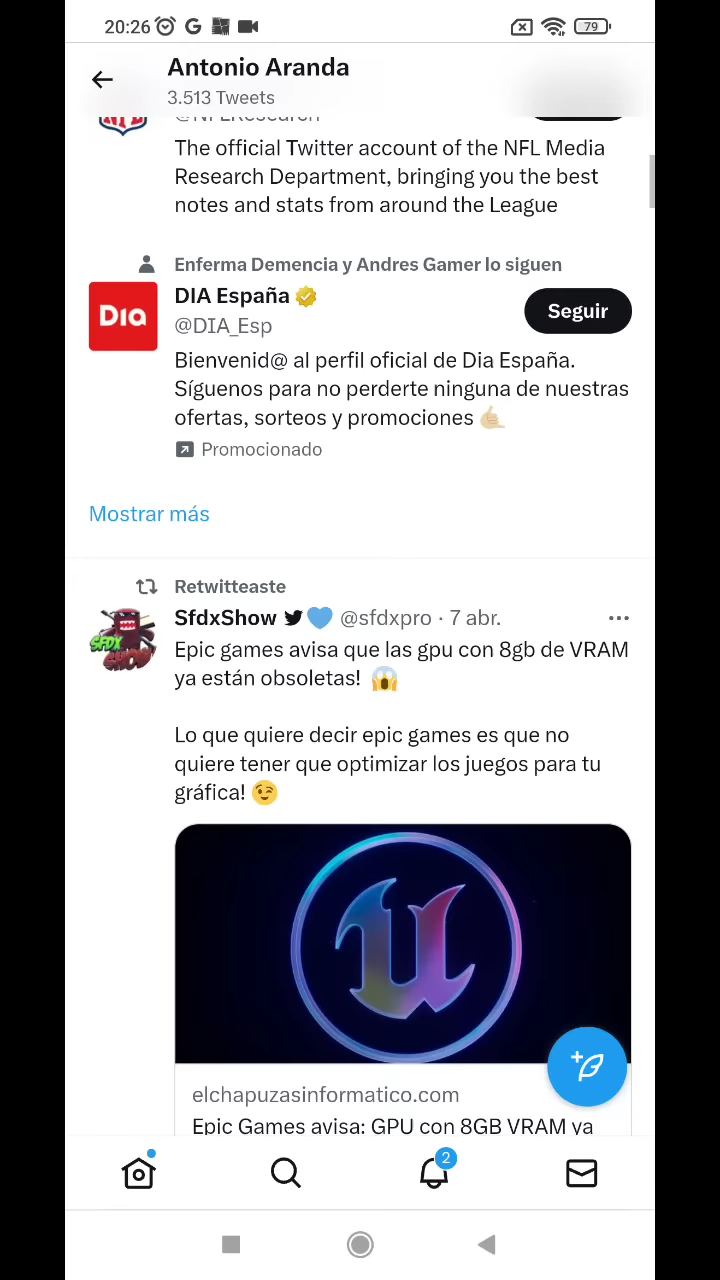 20:26
79
Antonio Aranda
3.513 Tweets
The official Twitter account of the NFL Media
Research Department, bringing you the best
notes and stats from around the League
Enferma Demencia y Andres Gamer lo siguen
Dia
DIA España
@DIA_Esp
Seguir
Bienvenid@ al perfil oficial de Dia España.
Síguenos para no perderte ninguna de nuestras
ofertas, sorteos y promociones 🤙🏼
Promocionado
Mostrar más
Retwitteaste
SFDX
SHOW
SfdxShow 💙 @sfdxpro · 7 abr.
Epic games avisa que las gpu con 8gb de VRAM
ya están obsoletas! 😱
Lo que quiere decir epic games es que no
quiere tener que optimizar los juegos para tu
gráfica! 😉
elchapuzasinformatico.com
Epic Games avisa: GPU con 8GB VRAM ya
2